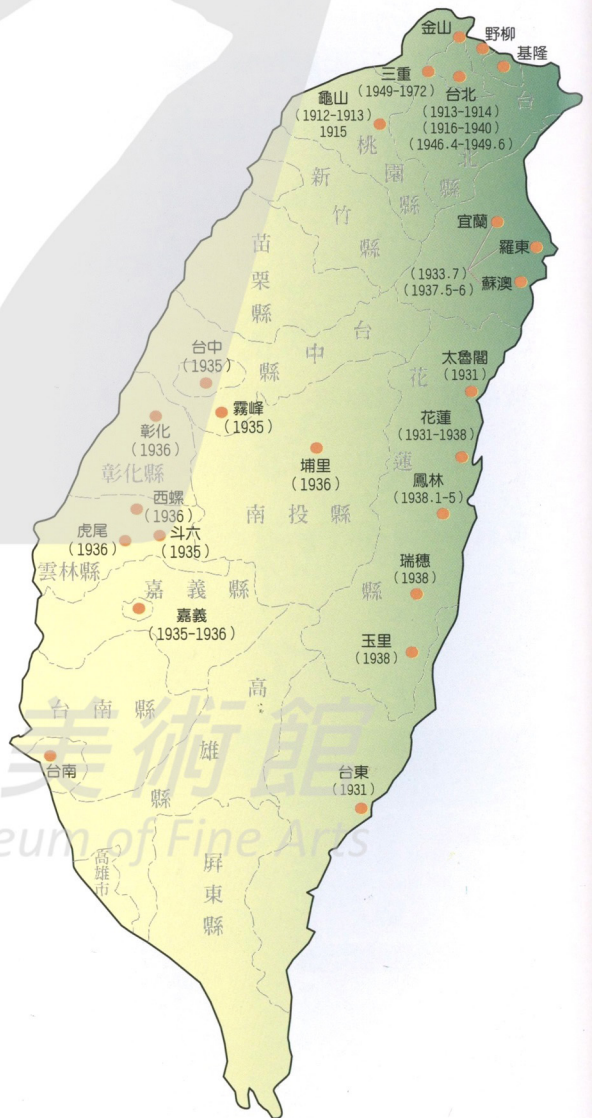 金山
野柳
基隆
三重
(1949-1972)
台北
(1913-1914)
(1916-1940)
(1946.4-1949.6)
龜山
(1912-1913)
1915
台北縣
桃園縣
新竹縣
宜蘭
羅東
蘇澳
(1933.7)
(1937.5-6)
苗栗縣
台中縣
台中
(1935)
霧峰
(1935)
太魯閣
(1931)
花蓮縣
花蓮
(1931-1938)
彰化
(1936)
彰化縣
埔里
(1936)
鳳林
(1938.1-5)
西螺
(1936)
南投縣
虎尾
(1936)
斗六
(1935)
雲林縣
瑞穗
(1938)
嘉義縣
嘉義
(1935-1936)
玉里
(1938)
高雄縣
台南縣
美術館
台南
台東
(1931)
eum of Fine Arts
高雄市
屏東縣